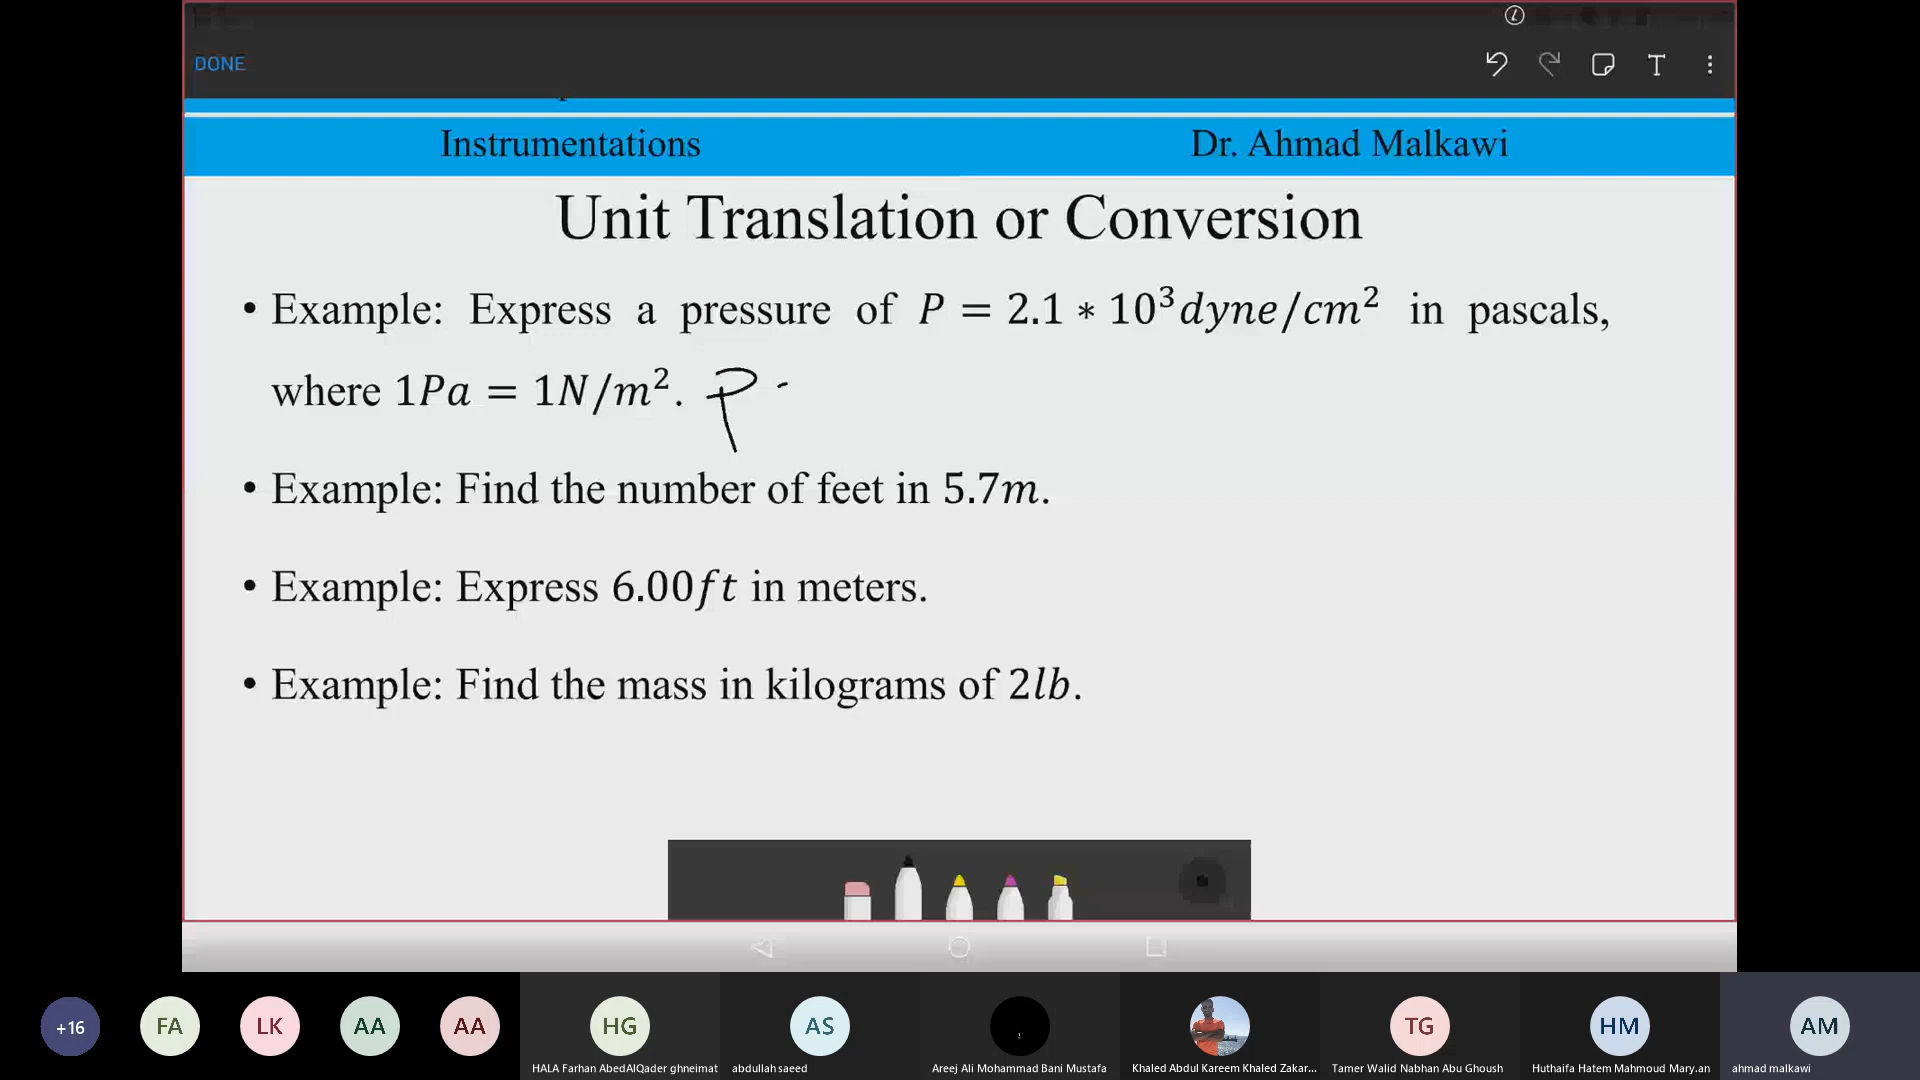 DONE
T
Instrumentations Dr. Ahmad Malkawi
Unit Translation or Conversion
• Example: Express a pressure of P = 2.1 * 10³ dyne/cm² in pascals,
where 1Pa = 1N/m². P -
• Example: Find the number of feet in 5.7m.
• Example: Express 6.00ft in meters.
• Example: Find the mass in kilograms of 2lb.
+16 FA LK AA AA HG AS TG HM AM
HALA Farhan AbedAlQader ghneimat abdullah saeed Areej Ali Mohammad Bani Mustafa Khaled Abdul Kareem Khaled Zakar... Tamer Walid Nabhan Abu Ghoush Huthaifa Hatem Mahmoud Mary.an ahmad malkawi